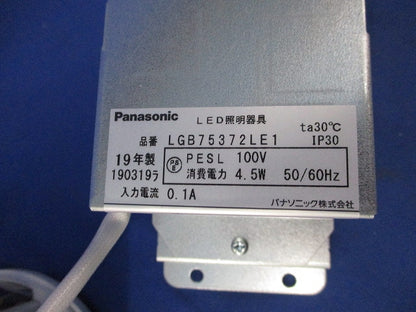 Panasonic LED照明器具 ta30℃
品番 LGB75372LE1 IP30
19年製 PS E PESL 100V
190319ラ 消費電力 4.5W 50/60Hz
入力電流 0.1A パナソニック株式会社